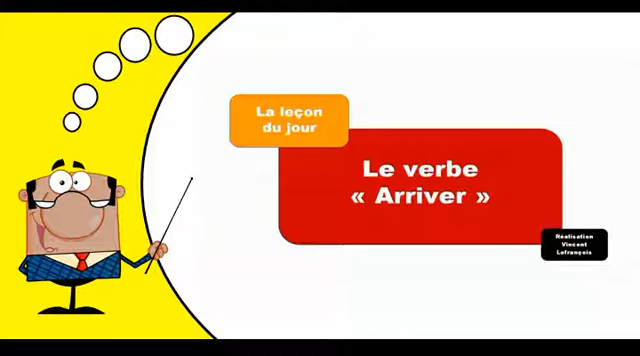 La leçon
du jour
Le verbe
« Arriver »
Réalisation
Vincent
Lefrançois